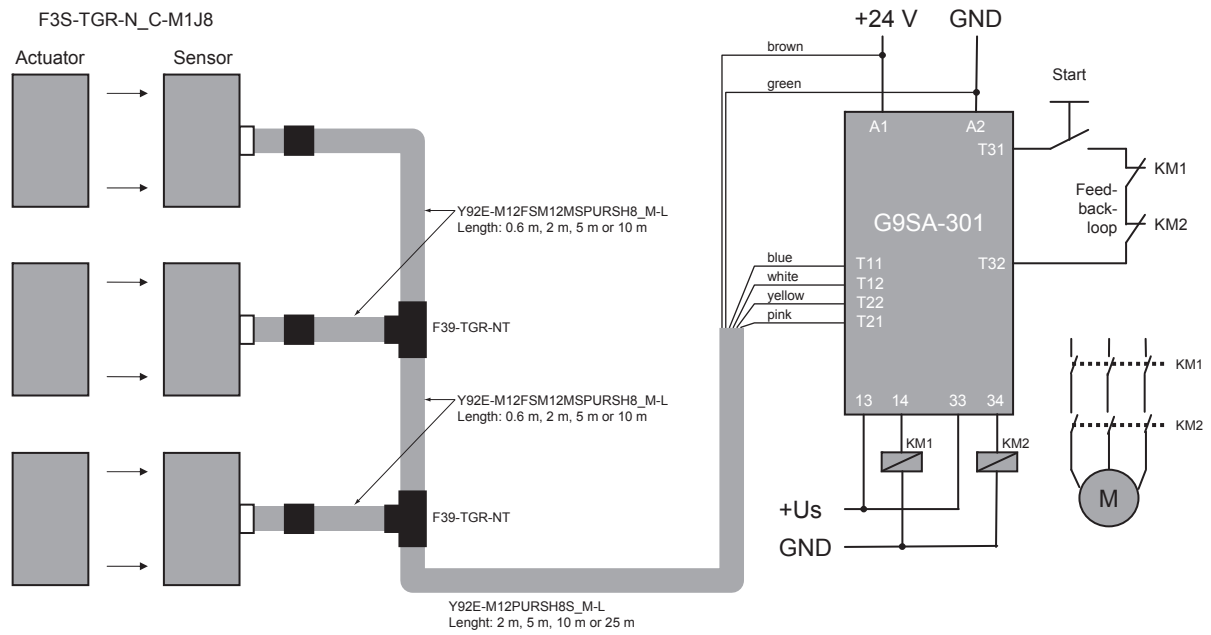 F3S-TGR-N_C-M1J8
Actuator
Sensor
+24 V
GND
brown
green
Start
A1
A2
T31
KM1
Feed-
back-
loop
KM2
G9SA-301
T32
Y92E-M12FSM12MSPURSH8_M-L
Length: 0.6 m, 2 m, 5 m or 10 m
blue
white
yellow
pink
T11
T12
T22
T21
F39-TGR-NT
KM1
KM2
M
Y92E-M12FSM12MSPURSH8_M-L
Length: 0.6 m, 2 m, 5 m or 10 m
13
14
33
34
KM1
KM2
F39-TGR-NT
+Us
GND
Y92E-M12PURSH8S_M-L
Lenght: 2 m, 5 m, 10 m or 25 m